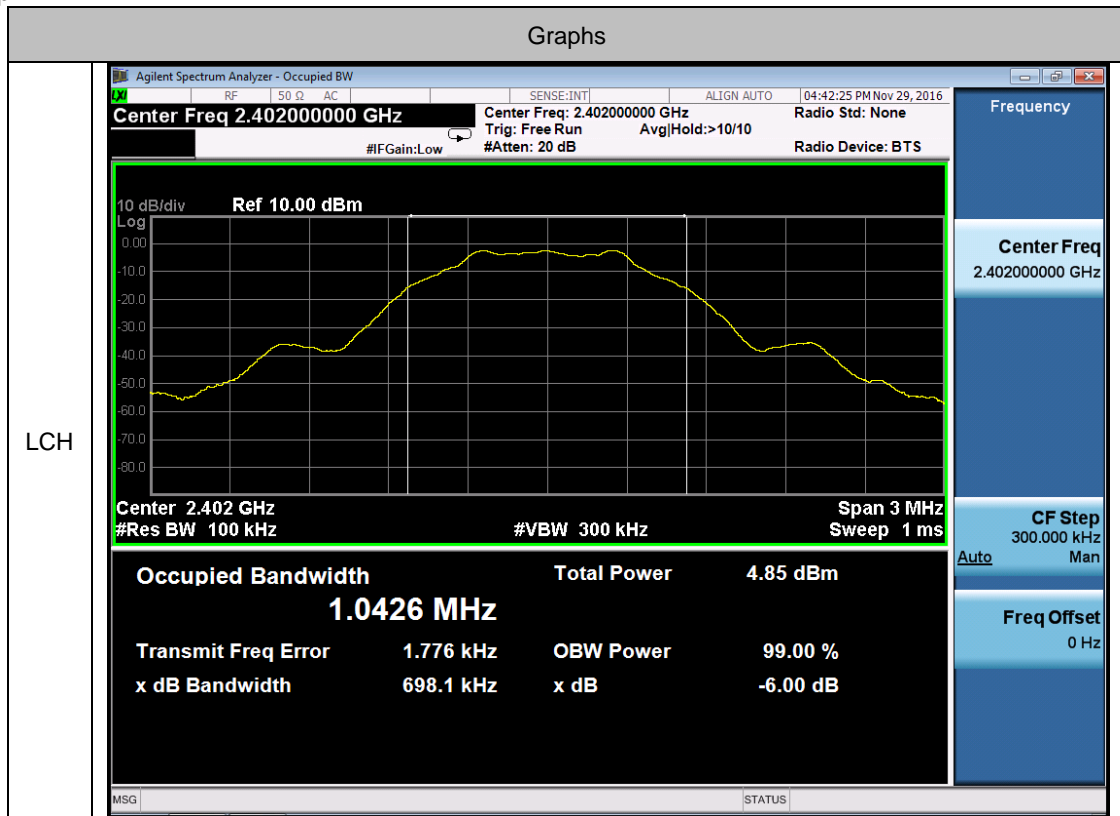 Graphs
LCH
Agilent Spectrum Analyzer - Occupied BW
LXI RF 50 Ω AC SENSE:INT ALIGN AUTO 04:42:25 PM Nov 29, 2016
Center Freq 2.402000000 GHz
Center Freq: 2.402000000 GHz
Radio Std: None
Trig: Free Run Avg|Hold:>10/10
#IFGain:Low #Atten: 20 dB
Radio Device: BTS
10 dB/div Ref 10.00 dBm
Log
0.00
-10.0
-20.0
-30.0
-40.0
-50.0
-60.0
-70.0
-80.0
Center 2.402 GHz Span 3 MHz
#Res BW 100 kHz #VBW 300 kHz Sweep 1 ms
Occupied Bandwidth Total Power 4.85 dBm
1.0426 MHz
Transmit Freq Error 1.776 kHz OBW Power 99.00 %
x dB Bandwidth 698.1 kHz x dB -6.00 dB
MSG STATUS
Frequency
Center Freq
2.402000000 GHz
CF Step
300.000 kHz
Auto Man
Freq Offset
0 Hz